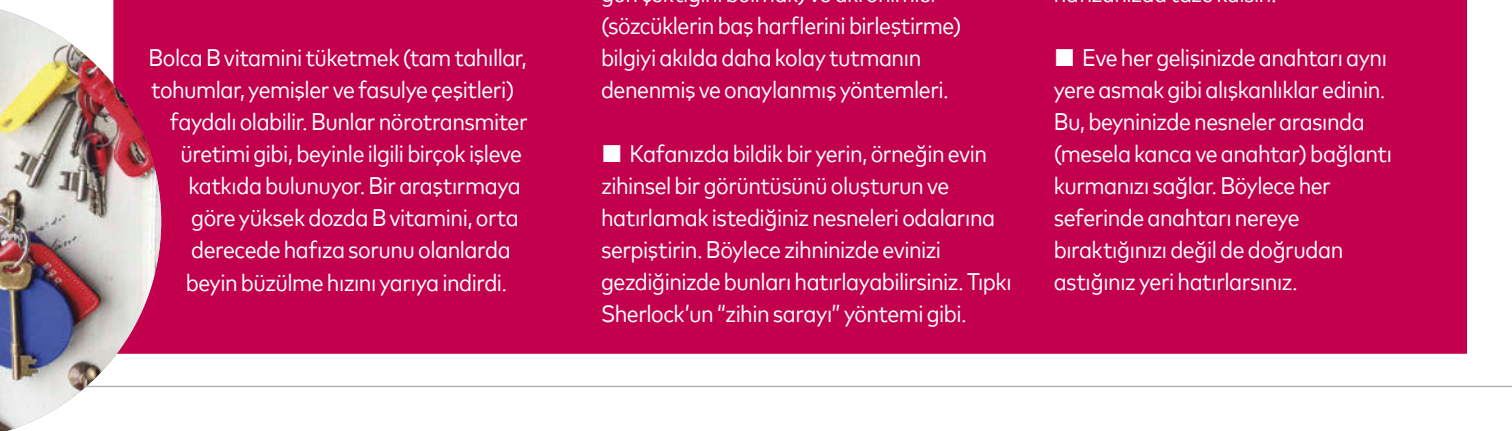 Bolca B vitamini tüketmek (tam tahıllar,
tohumlar, yemişler ve fasulye çeşitleri)
faydalı olabilir. Bunlar nörotransmiter
üretimi gibi, beyinle ilgili birçok işleve
katkıda bulunuyor. Bir araştırmaya
göre yüksek dozda B vitamini, orta
derecede hafıza sorunu olanlarda
beyin büzülme hızını yarıya indirdi.
(sözcüklerin baş harflerini birleştirme)
bilgiyi akılda daha kolay tutmanın
denenmiş ve onaylanmış yöntemleri.
■ Kafanızda bildik bir yerin, örneğin evin
zihinsel bir görüntüsünü oluşturun ve
hatırlamak istediğiniz nesneleri odalarına
serpiştirin. Böylece zihninizde evinizi
gezdiğinizde bunları hatırlayabilirsiniz. Tıpkı
Sherlock'un “zihin sarayı” yöntemi gibi.
■ Eve her gelişinizde anahtarı aynı
yere asmak gibi alışkanlıklar edinin.
Bu, beyninizde nesneler arasında
(mesela kanca ve anahtar) bağlantı
kurmanızı sağlar. Böylece her
seferinde anahtarı nereye
bıraktığınızı değil de doğrudan
astığınız yeri hatırlarsınız.